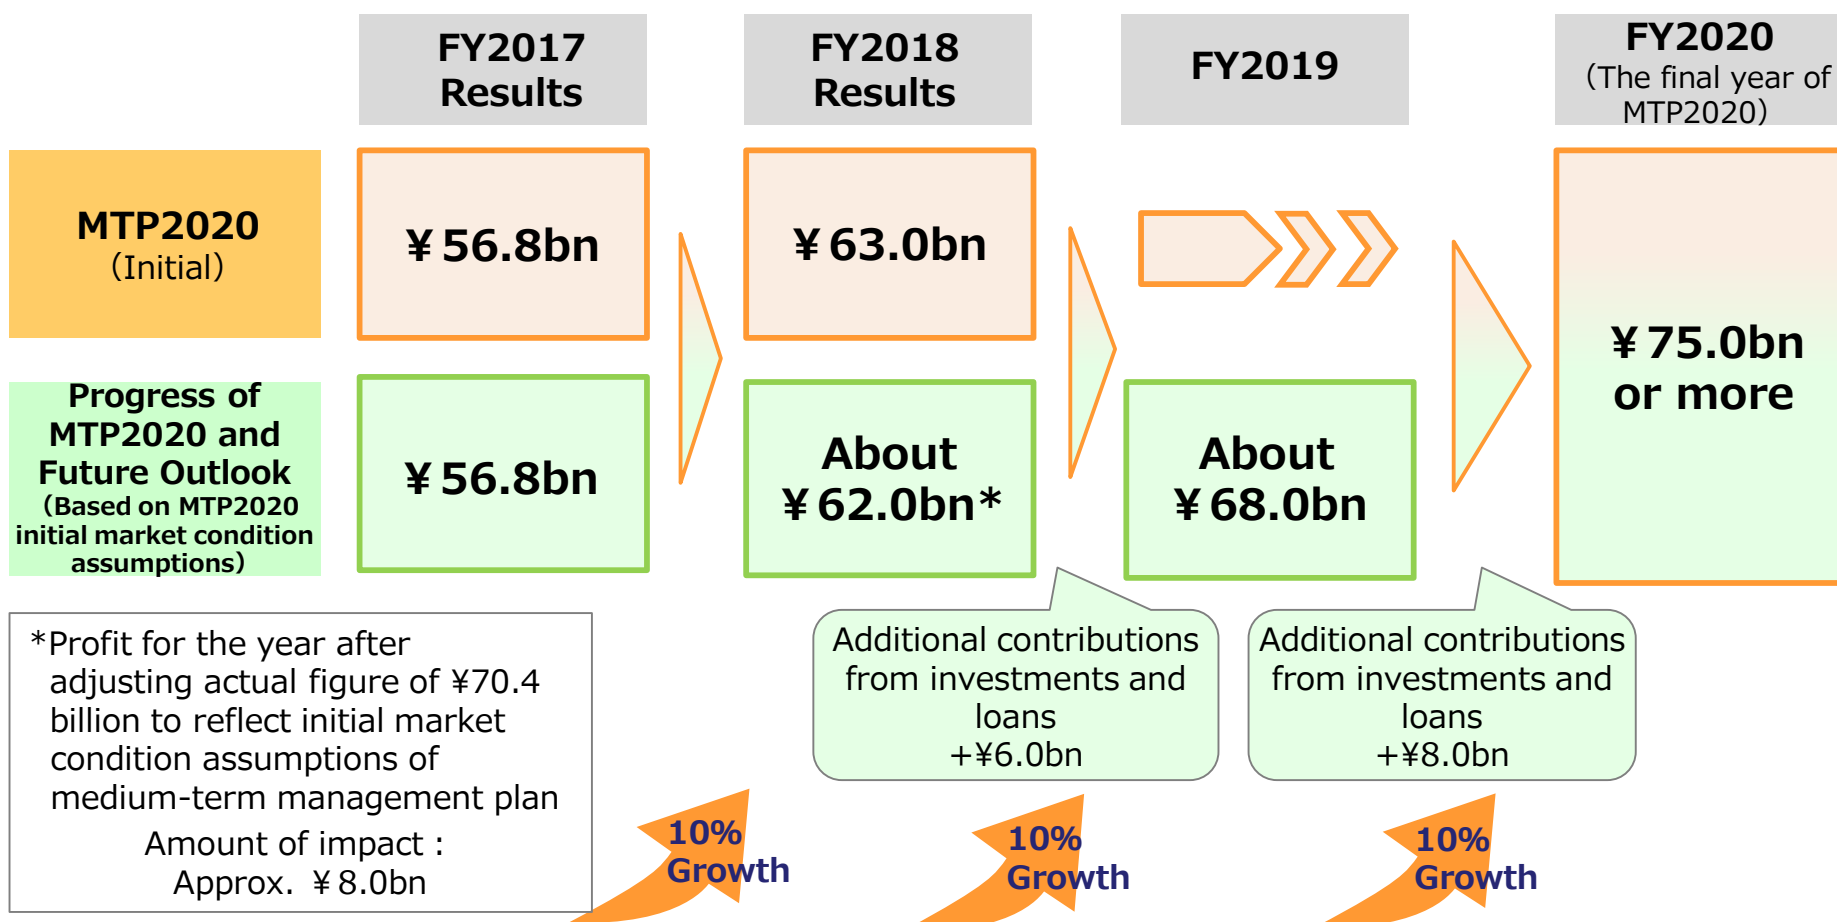 FY2017
Results
FY2018
Results
FY2019
FY2020
(The final year of
MTP2020)
MTP2020
(Initial)
¥56.8bn
¥63.0bn
¥75.0bn
or more
Progress of
MTP2020 and
Future Outlook
(Based on MTP2020
initial market condition
assumptions)
¥56.8bn
About
¥62.0bn*
About
¥68.0bn
*Profit for the year after
adjusting actual figure of ¥70.4
billion to reflect initial market
condition assumptions of
medium-term management plan
Amount of impact :
Approx. ¥8.0bn
Additional contributions
from investments and
loans
+¥6.0bn
Additional contributions
from investments and
loans
+¥8.0bn
10%
Growth
10%
Growth
10%
Growth